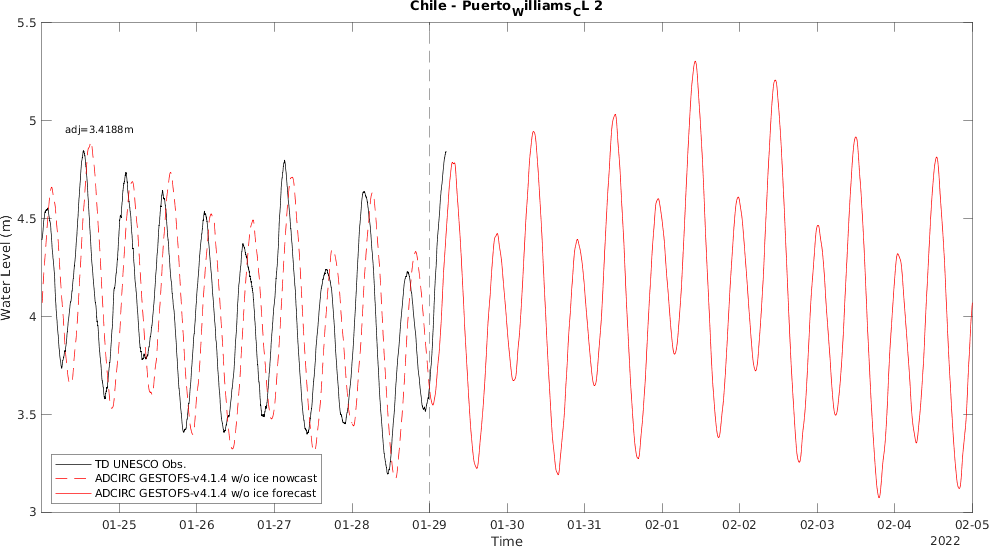 Chile - PuertoWilliamsCL 2
5.5
5
4.5
4
3.5
3
Water Level (m)
adj=3.4188m
TD UNESCO Obs.
ADCIRC GESTOFS-v4.1.4 w/o ice nowcast
ADCIRC GESTOFS-v4.1.4 w/o ice forecast
01-25 01-26 01-27 01-28 01-29 01-30 01-31 02-01 02-02 02-03 02-04 02-05
Time
2022